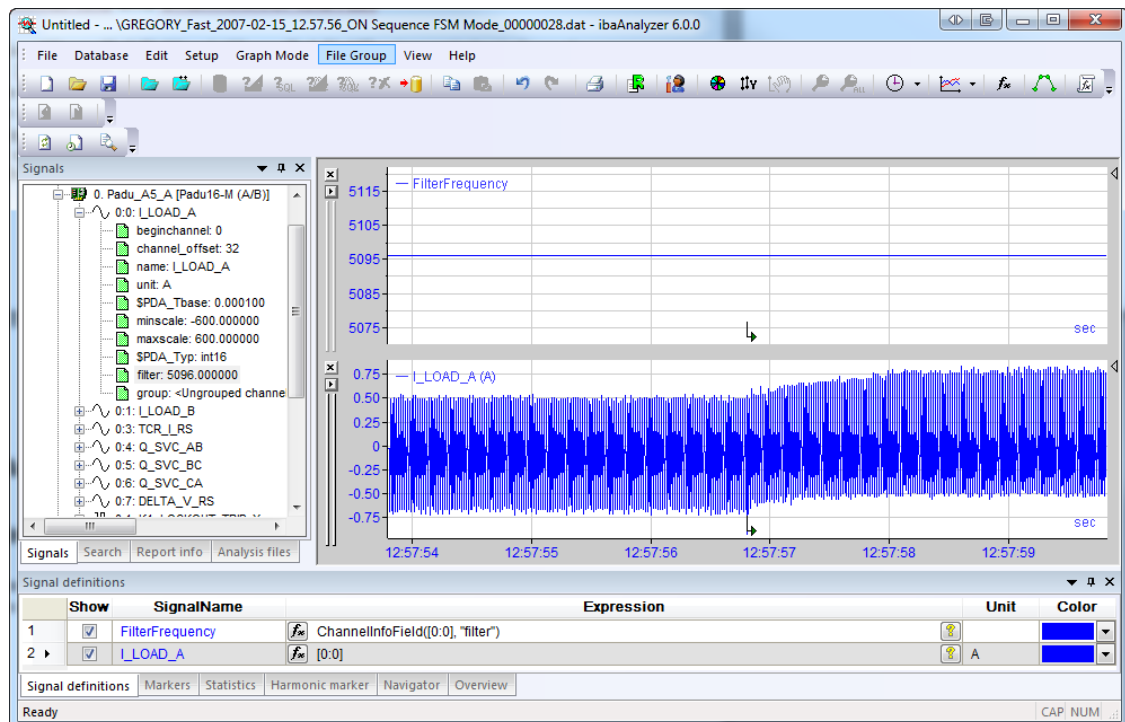 Untitled - ... \GREGORY_Fast_2007-02-15_12.57.56_ON Sequence FSM Mode_00000028.dat - ibaAnalyzer 6.0.0
File Database Edit Setup Graph Mode File Group View Help
Signals
0. Padu_A5_A [Padu16-M (A/B)]
0:0: I_LOAD_A
beginchannel: 0
channel_offset: 32
name: I_LOAD_A
unit: A
$PDA_Tbase: 0.000100
minscale: -600.000000
maxscale: 600.000000
$PDA_Typ: int16
filter: 5096.000000
group: <Ungrouped channe
0:1: I_LOAD_B
0:3: TCR_I_RS
0:4: Q_SVC_AB
0:5: Q_SVC_BC
0:6: Q_SVC_CA
0:7: DELTA_V_RS
Signals Search Report info Analysis files
FilterFrequency
5115
5105
5095
5085
5075
sec
I_LOAD_A (A)
0.75
0.50
0.25
0
-0.25
-0.50
-0.75
sec
12:57:54 12:57:55 12:57:56 12:57:57 12:57:58 12:57:59
Signal definitions
Show SignalName Expression Unit Color
1 FilterFrequency fx ChannelInfoField([0:0], "filter") ?
2 I_LOAD_A fx [0:0] ? A
Signal definitions Markers Statistics Harmonic marker Navigator Overview
Ready CAP NUM